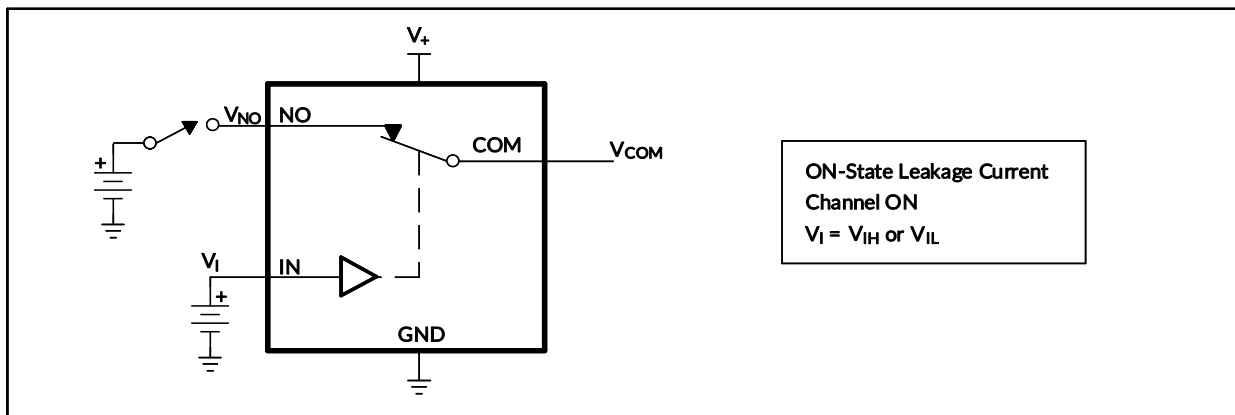 V+
VNO NO
COM
VCOM
+
VI
IN
+
GND
ON-State Leakage Current
Channel ON
VI = VIH or VIL